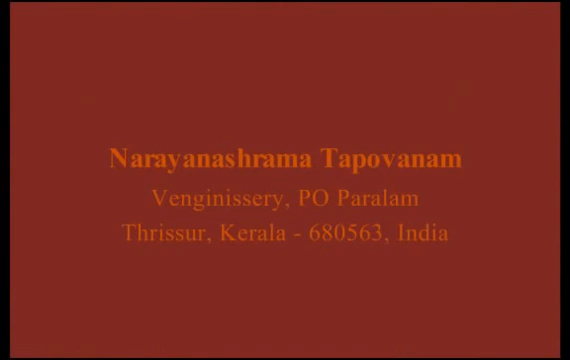 Narayanashrama Tapovanam
Venginissery, PO Paralam
Thrissur, Kerala - 680563, India